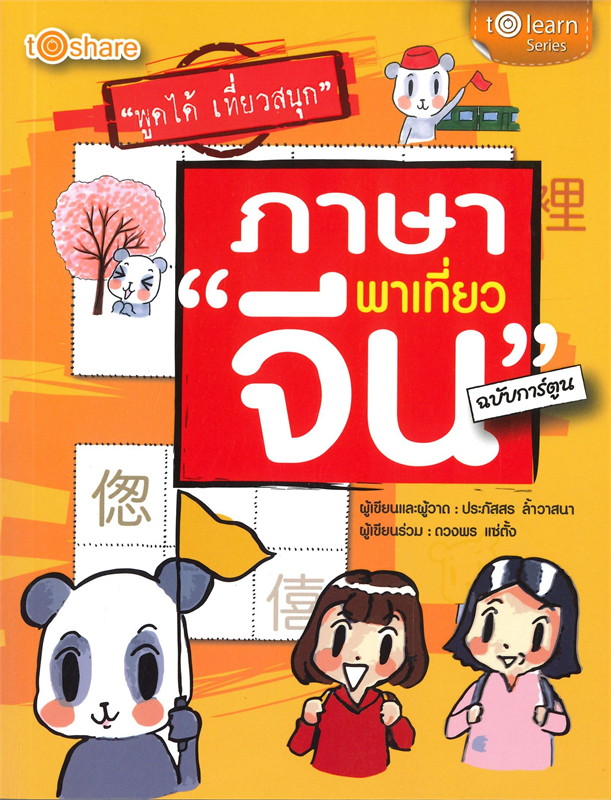 to share
to learn
Series
“พูดได้ เที่ยวสนุก”
裡
ภาษา
พาเที่ยว
“จีน”
ฉบับการ์ตูน
ผู้เขียนและผู้วาด : ประภัสสร ล้ำวาสนา
ผู้เขียนร่วม : ดวงพร แซ่ตั้ง
偬
僖